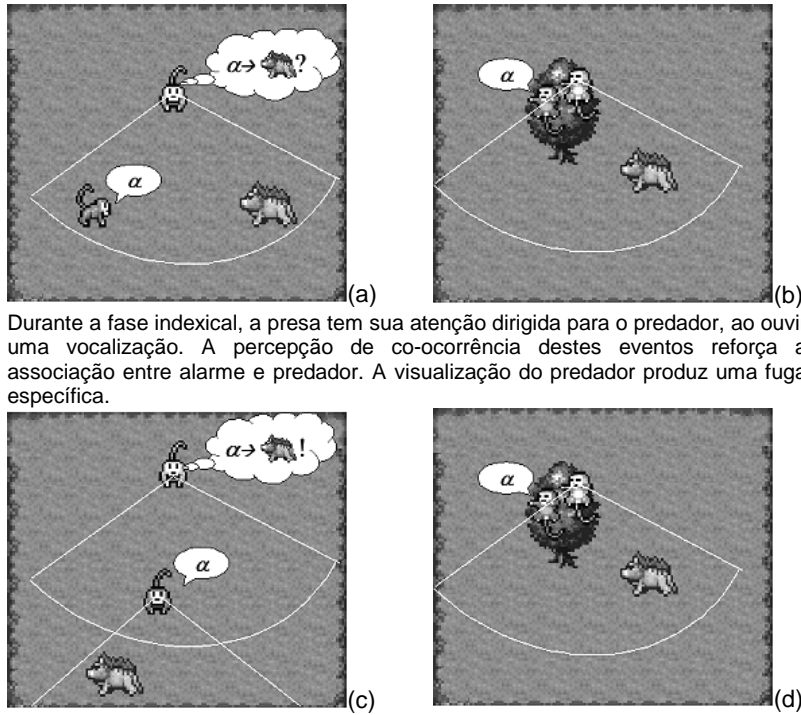 α→ ?
α
(a)
α
(b)
Durante a fase indexical, a presa tem sua atenção dirigida para o predador, ao ouvi
uma vocalização. A percepção de co-ocorrência destes eventos reforça a
associação entre alarme e predador. A visualização do predador produz uma fuga
específica.
α→ !
α
(c)
α
(d)